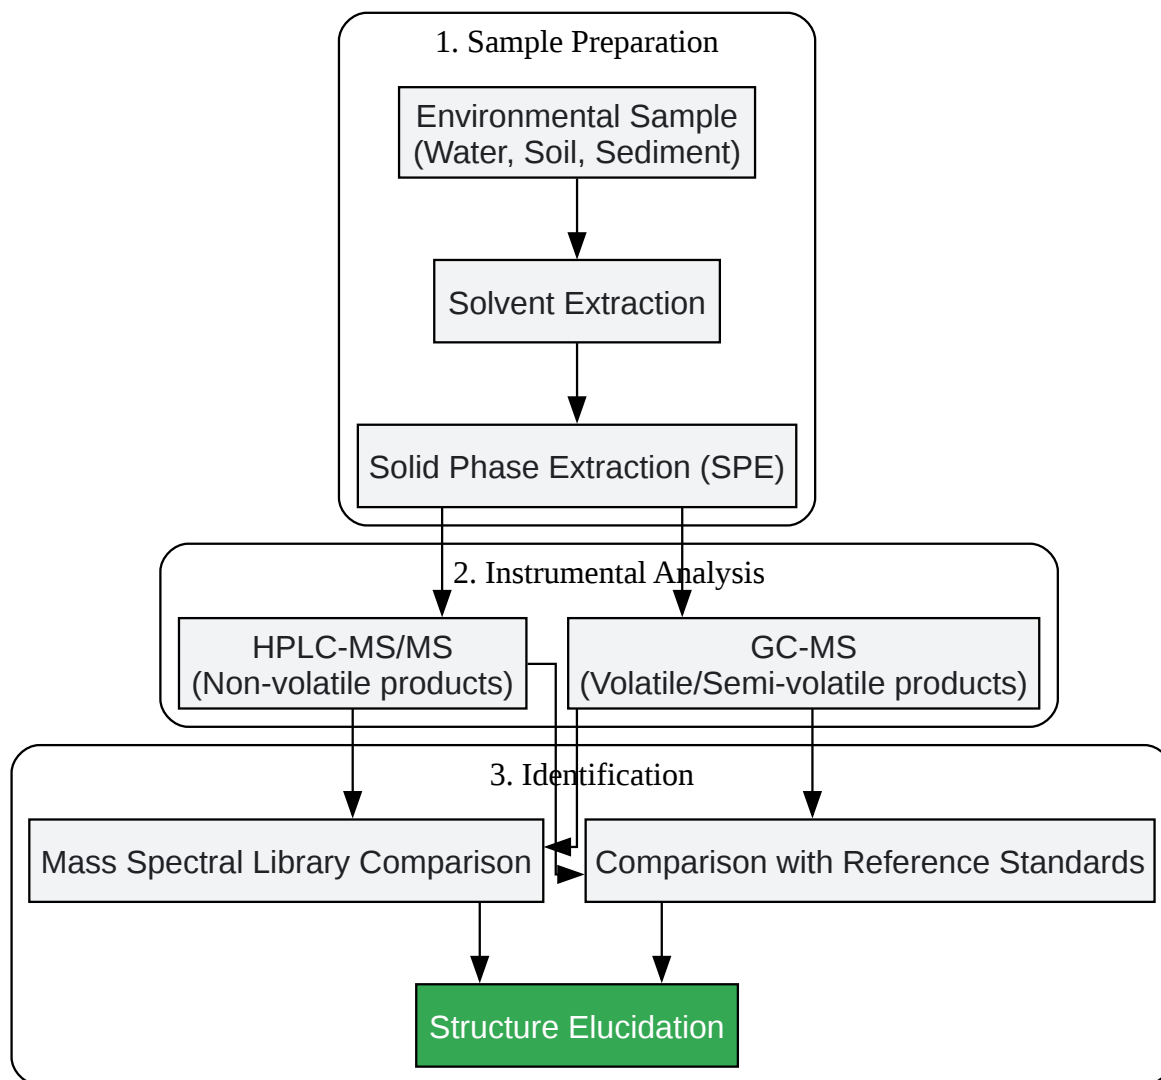 1. Sample Preparation
Environmental Sample
(Water, Soil, Sediment)
Solvent Extraction
Solid Phase Extraction (SPE)
2. Instrumental Analysis
HPLC-MS/MS
(Non-volatile products)
GC-MS
(Volatile/Semi-volatile products)
3. Identification
Mass Spectral Library Comparison
Comparison with Reference Standards
Structure Elucidation